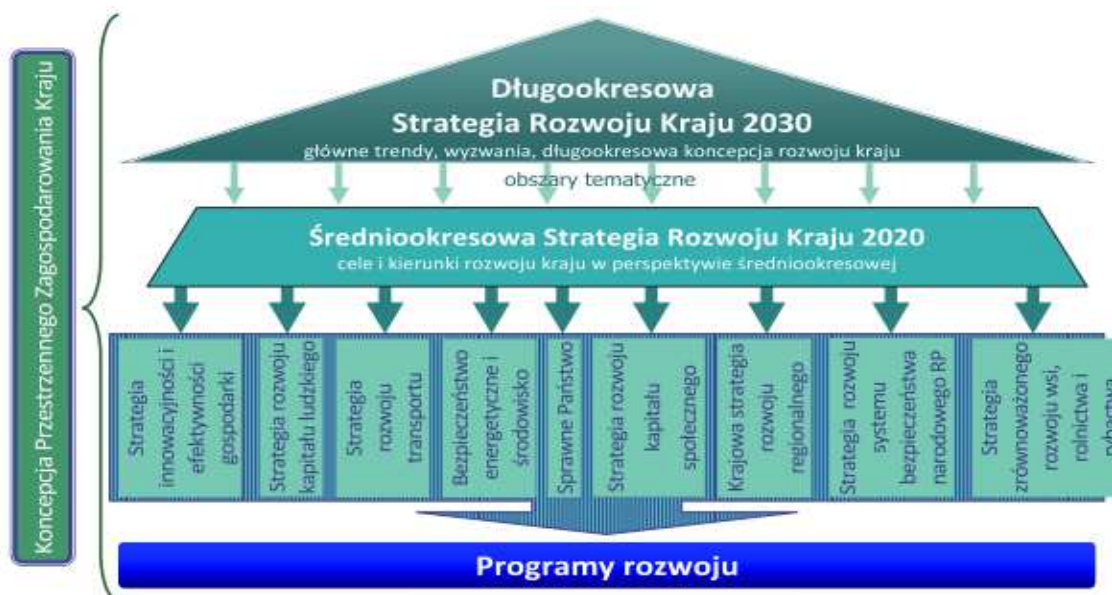 Koncepcja Przestrzennego Zagospodarowania Kraju
Długookresowa
Strategia Rozwoju Kraju 2030
główne trendy, wyzwania, długookresowa koncepcja rozwoju kraju
obszary tematyczne
Średniookresowa Strategia Rozwoju Kraju 2020
cele i kierunki rozwoju kraju w perspektywie średniookresowej
Strategia
innowacyjności i
efektywności
gospodarki
Strategia rozwoju
kapitału ludzkiego
Strategia
rozwoju
transportu
Bezpieczeństwo
energetyczne i
środowisko
Sprawne Państwo
Strategia rozwoju
kapitału
społecznego
Krajowa strategia
rozwoju
regionalnego
Strategia rozwoju
systemu
bezpieczeństwa
narodowego RP
Strategia
zrównoważonego
rozwoju wsi,
rolnictwa i
Programy rozwoju